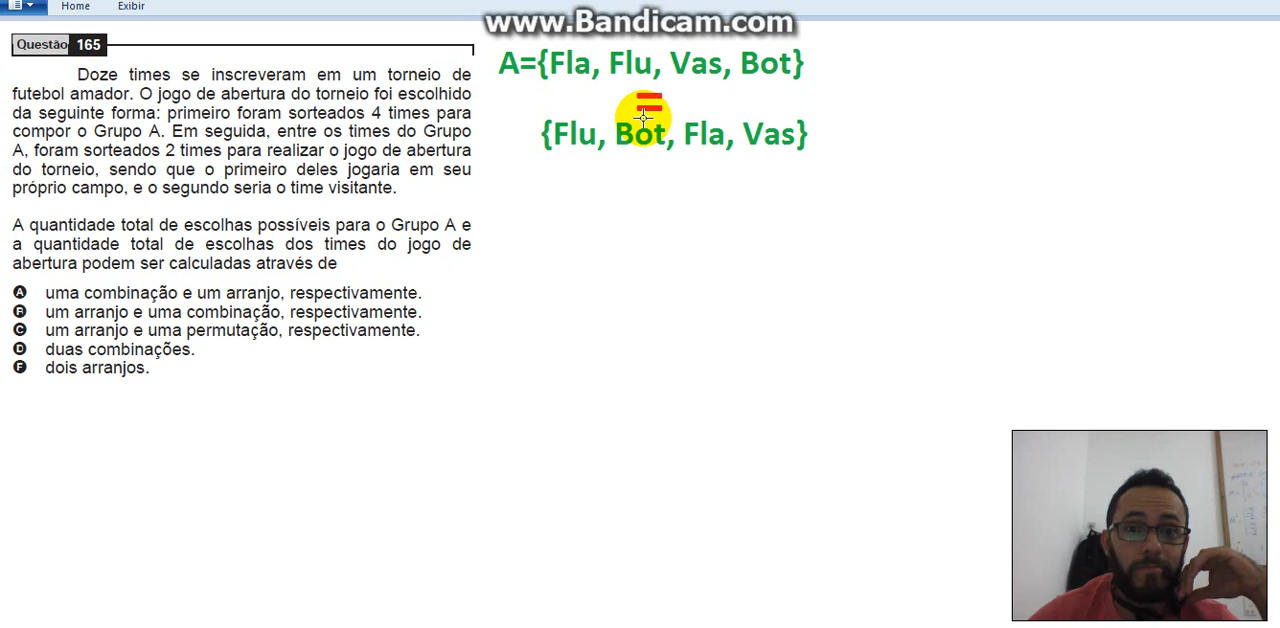 Home Exibir
www.Bandicam.com
Questão 165
Doze times se inscreveram em um torneio de
futebol amador. O jogo de abertura do torneio foi escolhido
da seguinte forma: primeiro foram sorteados 4 times para
compor o Grupo A. Em seguida, entre os times do Grupo
A, foram sorteados 2 times para realizar o jogo de abertura
do torneio, sendo que o primeiro deles jogaria em seu
próprio campo, e o segundo seria o time visitante.
A quantidade total de escolhas possíveis para o Grupo A e
a quantidade total de escolhas dos times do jogo de
abertura podem ser calculadas através de
A uma combinação e um arranjo, respectivamente.
B um arranjo e uma combinação, respectivamente.
C um arranjo e uma permutação, respectivamente.
D duas combinações.
E dois arranjos.
A={Fla, Flu, Vas, Bot}
=
{Flu, Bot, Fla, Vas}